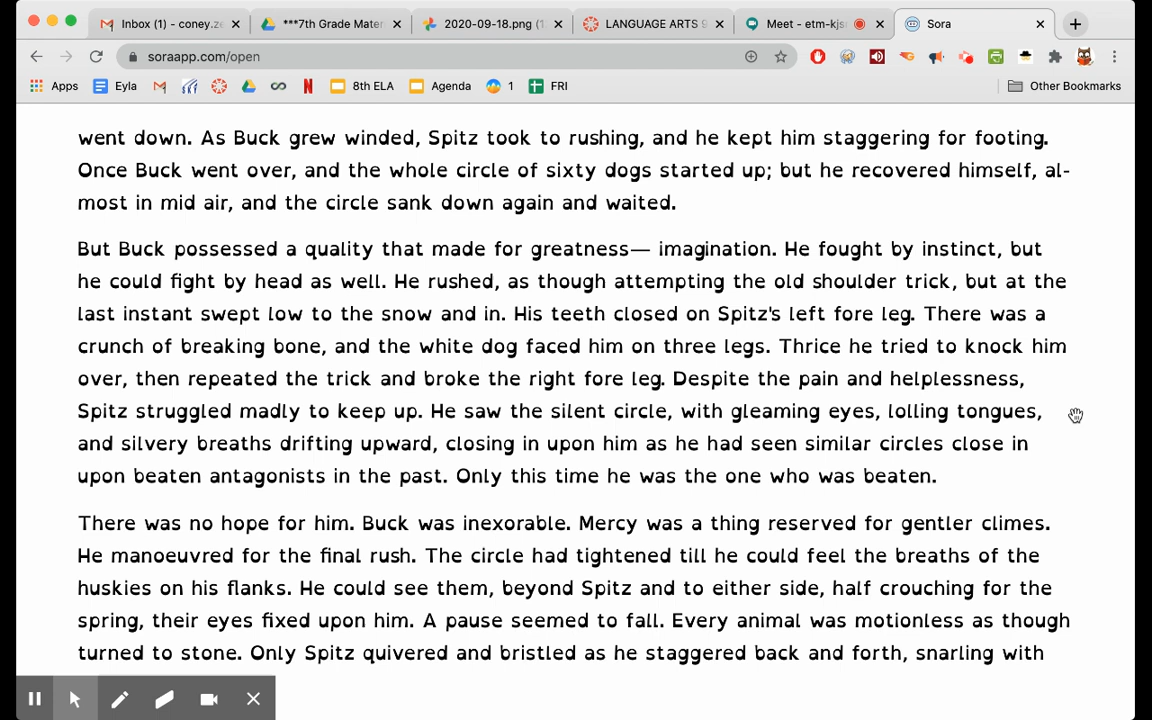 Inbox (1) - coney.ze
***7th Grade Mater
2020-09-18.png (1
LANGUAGE ARTS 9
Meet - etm-kjs
Sora
soraapp.com/open
Apps
Eyla
8th ELA
Agenda
1
FRI
Other Bookmarks
went down. As Buck grew winded, Spitz took to rushing, and he kept him staggering for footing.
Once Buck went over, and the whole circle of sixty dogs started up; but he recovered himself, al-
most in mid air, and the circle sank down again and waited.
But Buck possessed a quality that made for greatness— imagination. He fought by instinct, but
he could fight by head as well. He rushed, as though attempting the old shoulder trick, but at the
last instant swept low to the snow and in. His teeth closed on Spitz's left fore leg. There was a
crunch of breaking bone, and the white dog faced him on three legs. Thrice he tried to knock him
over, then repeated the trick and broke the right fore leg. Despite the pain and helplessness,
Spitz struggled madly to keep up. He saw the silent circle, with gleaming eyes, lolling tongues,
and silvery breaths drifting upward, closing in upon him as he had seen similar circles close in
upon beaten antagonists in the past. Only this time he was the one who was beaten.
There was no hope for him. Buck was inexorable. Mercy was a thing reserved for gentler climes.
He manoeuvred for the final rush. The circle had tightened till he could feel the breaths of the
huskies on his flanks. He could see them, beyond Spitz and to either side, half crouching for the
spring, their eyes fixed upon him. A pause seemed to fall. Every animal was motionless as though
turned to stone. Only Spitz quivered and bristled as he staggered back and forth, snarling with